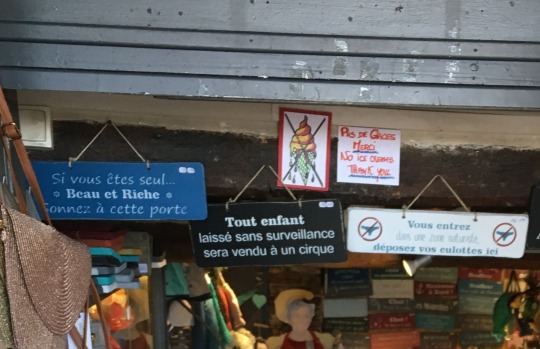 Si vous êtes seul...
Beau et Riche
Sonnez à cette porte
Tout enfant
laissé sans surveillance
sera vendu à un cirque
PAS DE GLACES
MERCI
NO ICE CREAMS
THANK YOU
Vous entrez
dans une zone naturiste
déposez vos culottes ici